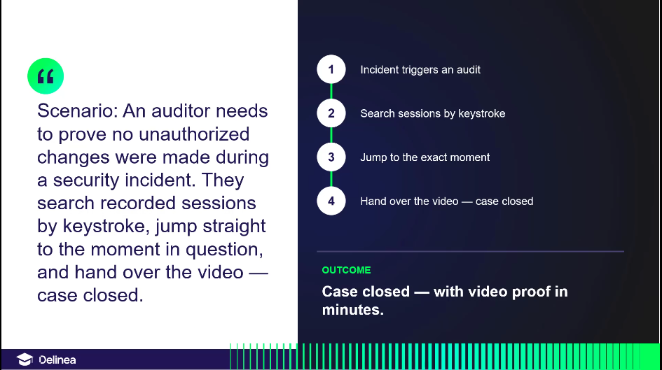 “
Scenario: An auditor needs
to prove no unauthorized
changes were made during
a security incident. They
search recorded sessions
by keystroke, jump straight
to the moment in question,
and hand over the video —
case closed.
1 Incident triggers an audit
2 Search sessions by keystroke
3 Jump to the exact moment
4 Hand over the video — case closed
OUTCOME
Case closed — with video proof in
minutes.
Delinea